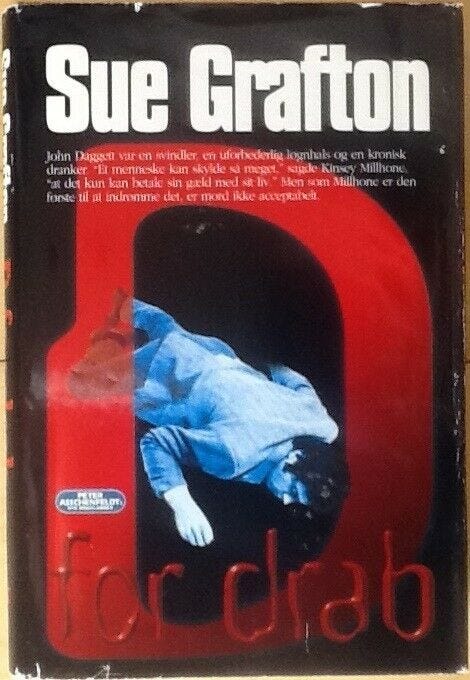 Sue Grafton
John Daggett var en svindler, en uforbederlig løgnhals og en kronisk
dranker. "Et menneske kan skylde så meget," sagde Kinsey Millhone,
"at det kun kan betale sin gæld med sit liv." Men som Millhone er den
første til at indrømme det, er mord ikke acceptabelt.
D
PETER
ASCHENFELDT
for drab